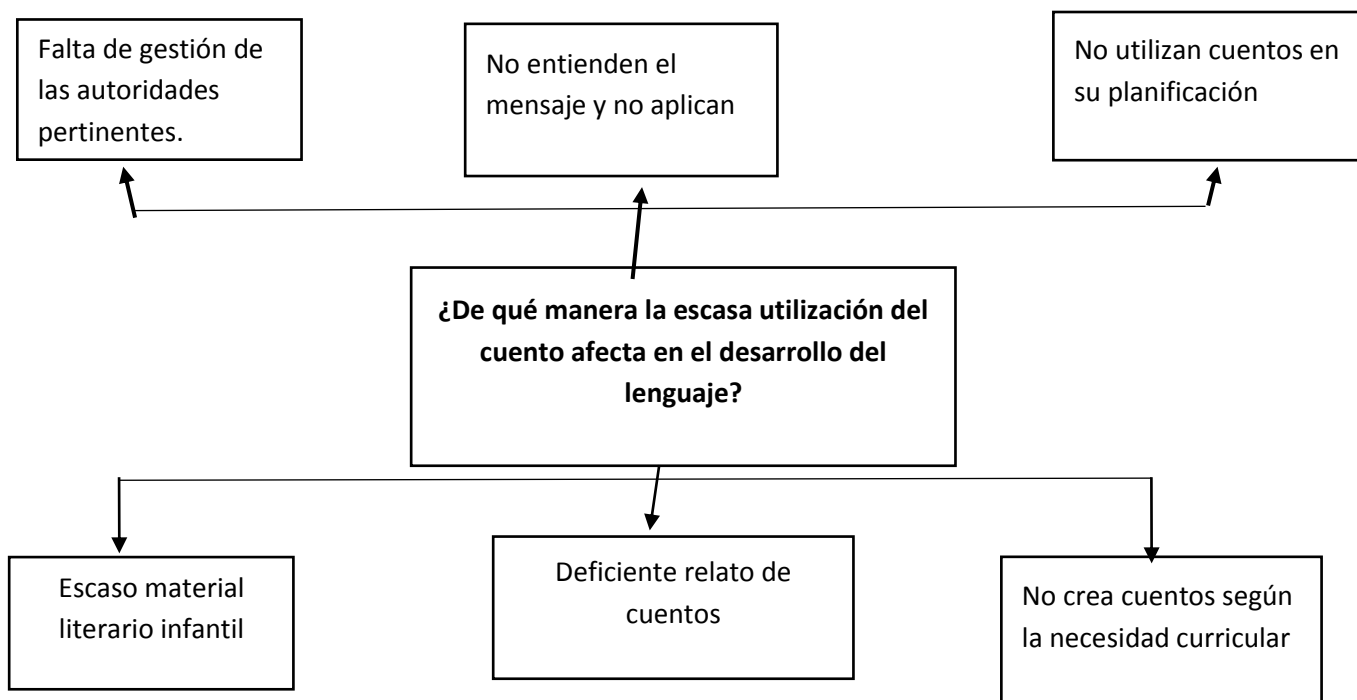 Falta de gestión de
las autoridades
pertinentes.
No entienden el
mensaje y no aplican
No utilizan cuentos en
su planificación
¿De qué manera la escasa utilización del
cuento afecta en el desarrollo del
lenguaje?
Escaso material
literario infantil
Deficiente relato de
cuentos
No crea cuentos según
la necesidad curricular